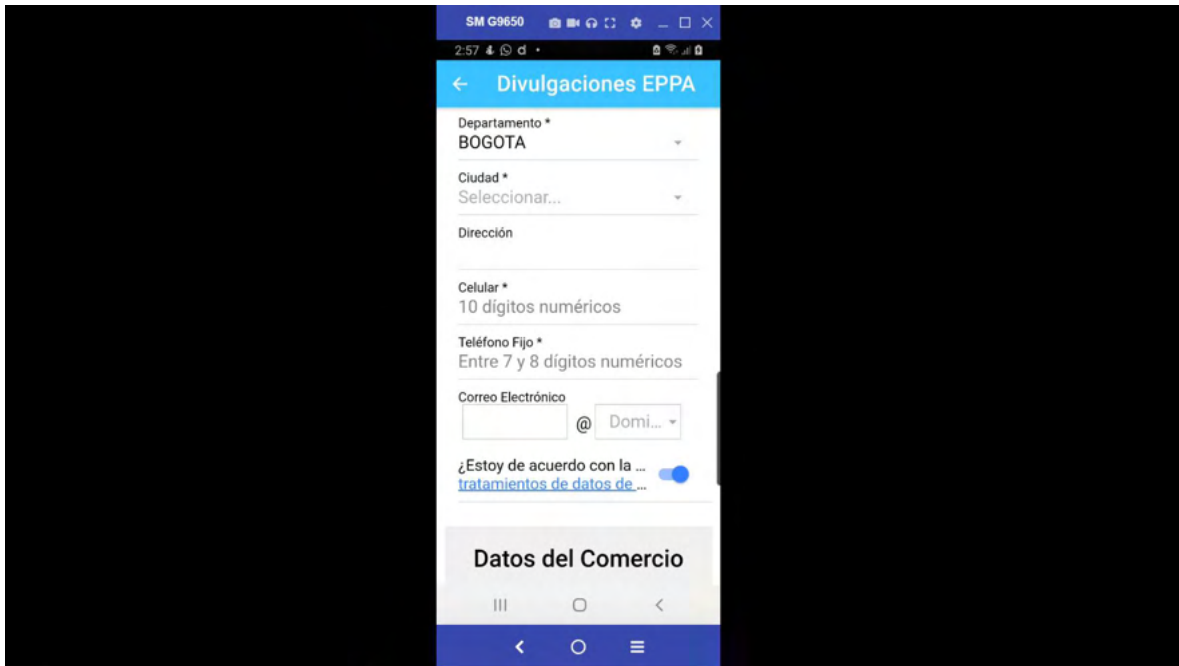 SM G9650
2:57
Divulgaciones EPPA
Departamento *
BOGOTA
Ciudad *
Seleccionar...
Dirección
Celular *
10 dígitos numéricos
Teléfono Fijo *
Entre 7 y 8 dígitos numéricos
Correo Electrónico
@ Domi...
¿Estoy de acuerdo con la ...
tratamientos de datos de ...
Datos del Comercio